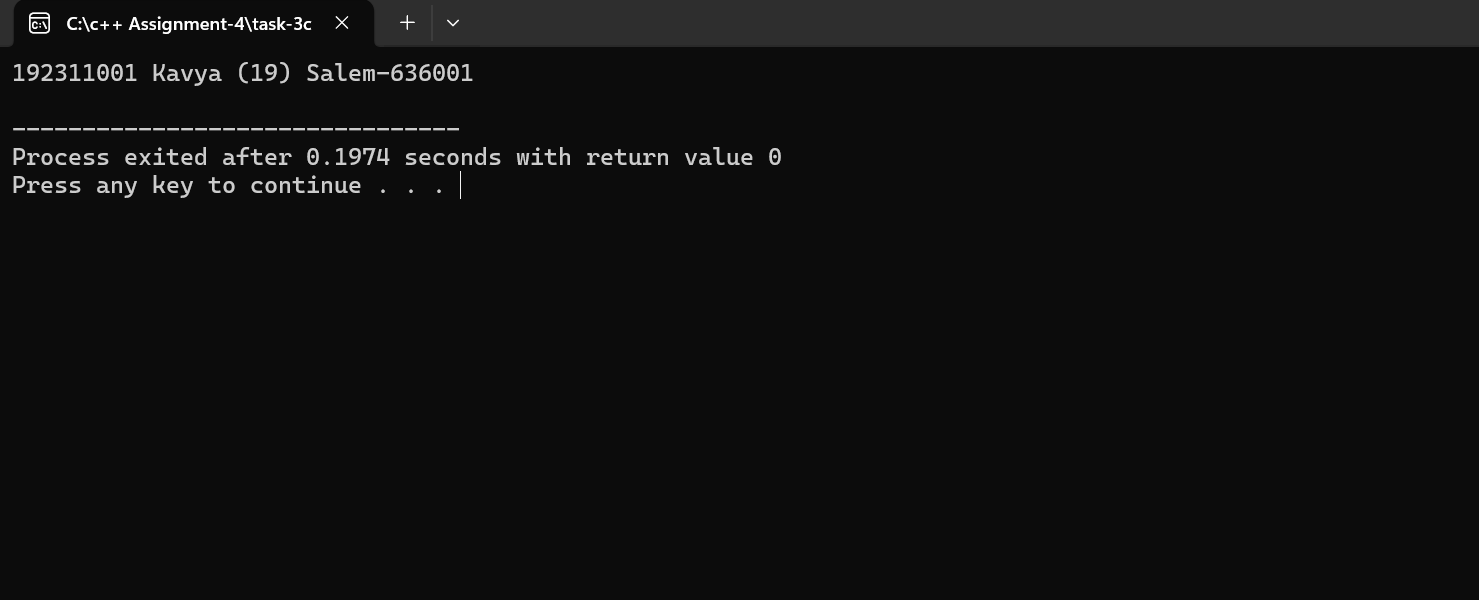 C:\c++ Assignment-4\task-3c
192311001 Kavya (19) Salem-636001
--------------------------------
Process exited after 0.1974 seconds with return value 0
Press any key to continue . . .